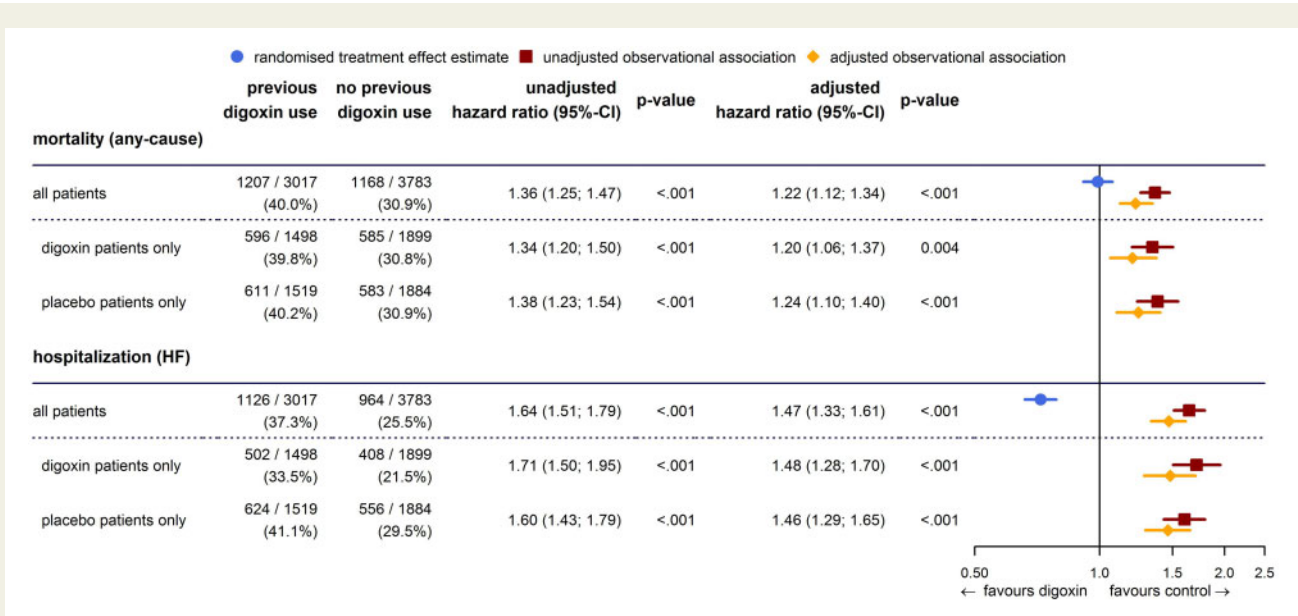 randomised treatment effect estimate unadjusted observational association adjusted observational association
previous digoxin use no previous digoxin use unadjusted hazard ratio (95%-CI) p-value adjusted hazard ratio (95%-CI) p-value
mortality (any-cause)
all patients 1207 / 3017 (40.0%) 1168 / 3783 (30.9%) 1.36 (1.25; 1.47) <.001 1.22 (1.12; 1.34) <.001
digoxin patients only 596 / 1498 (39.8%) 585 / 1899 (30.8%) 1.34 (1.20; 1.50) <.001 1.20 (1.06; 1.37) 0.004
placebo patients only 611 / 1519 (40.2%) 583 / 1884 (30.9%) 1.38 (1.23; 1.54) <.001 1.24 (1.10; 1.40) <.001
hospitalization (HF)
all patients 1126 / 3017 (37.3%) 964 / 3783 (25.5%) 1.64 (1.51; 1.79) <.001 1.47 (1.33; 1.61) <.001
digoxin patients only 502 / 1498 (33.5%) 408 / 1899 (21.5%) 1.71 (1.50; 1.95) <.001 1.48 (1.28; 1.70) <.001
placebo patients only 624 / 1519 (41.1%) 556 / 1884 (29.5%) 1.60 (1.43; 1.79) <.001 1.46 (1.29; 1.65) <.001
0.50 1.0 1.5 2.0 2.5
← favours digoxin favours control →